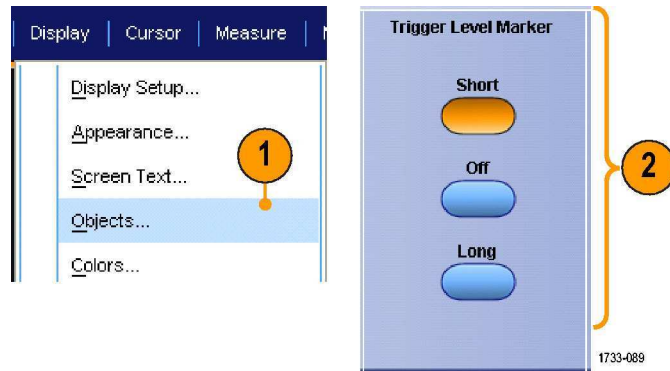 Display Cursor Measure
Display Setup...
Appearance...
Screen Text...
Objects...
Colors...
1
Trigger Level Marker
Short
Off
Long
2
1733-089